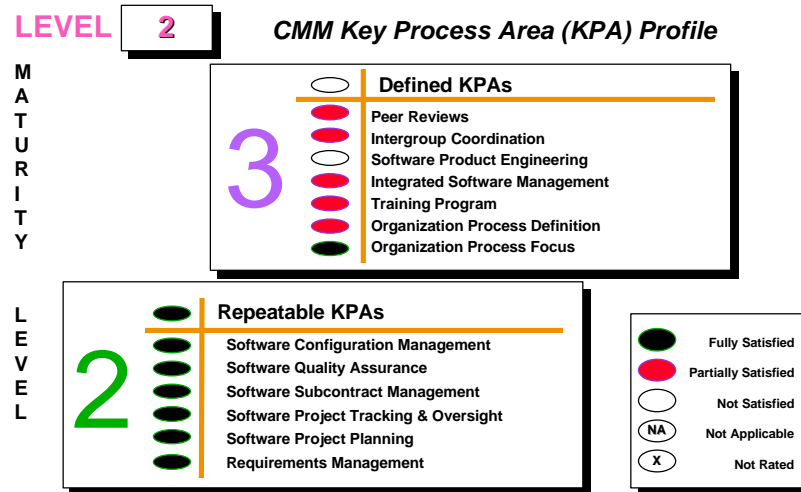 LEVEL 2
CMM Key Process Area (KPA) Profile
MATURITY
3
Defined KPAs
Peer Reviews
Intergroup Coordination
Software Product Engineering
Integrated Software Management
Training Program
Organization Process Definition
Organization Process Focus
LEVEL
2
Repeatable KPAs
Software Configuration Management
Software Quality Assurance
Software Subcontract Management
Software Project Tracking & Oversight
Software Project Planning
Requirements Management
Fully Satisfied
Partially Satisfied
Not Satisfied
NA Not Applicable
X Not Rated